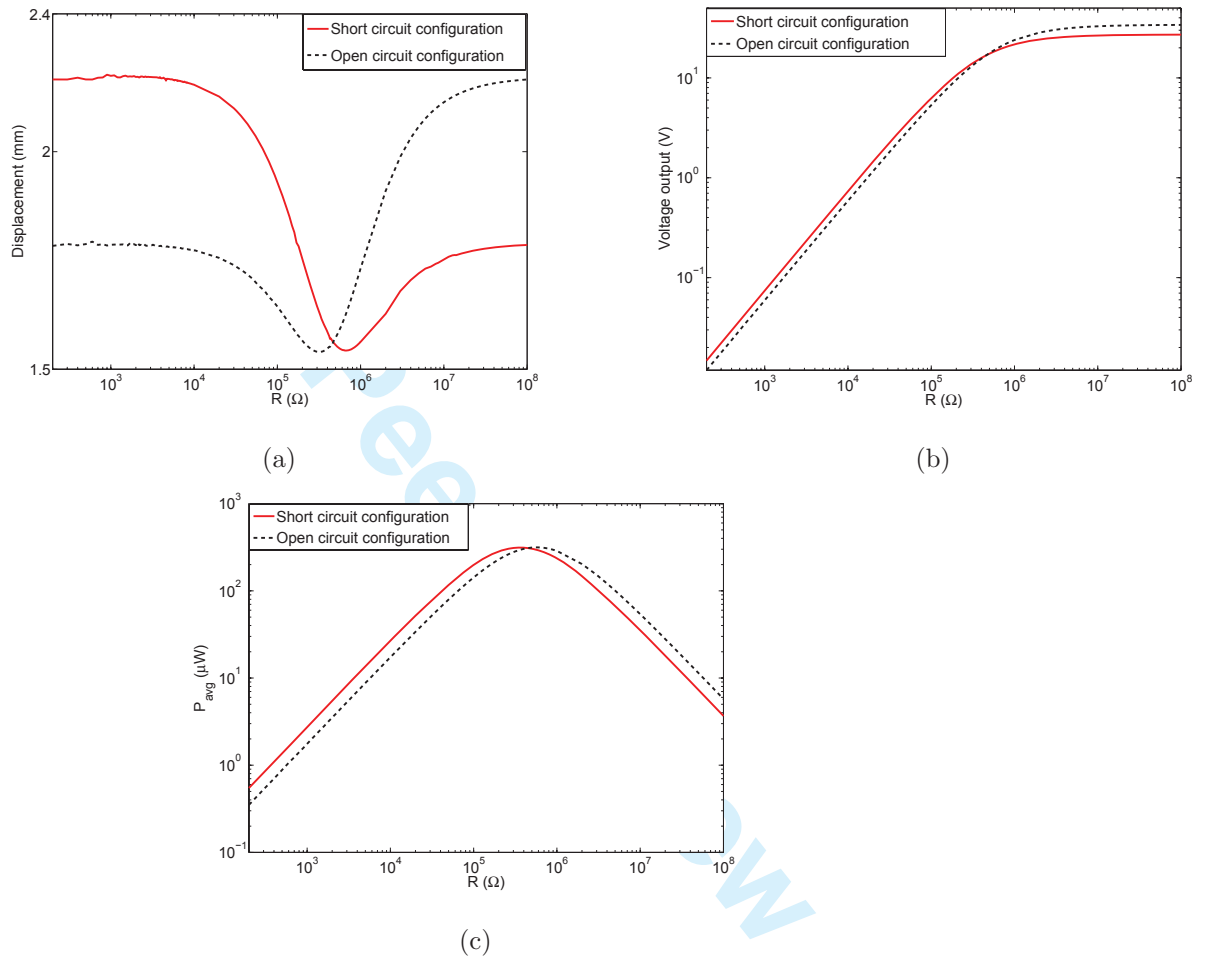 2.4
2
1.5
Displacement (mm)
Short circuit configuration
Open circuit configuration
10³ 10⁴ 10⁵ 10⁶ 10⁷ 10⁸
R (Ω)
(a)
10¹
10⁰
10⁻¹
Voltage output (V)
Short circuit configuration
Open circuit configuration
10³ 10⁴ 10⁵ 10⁶ 10⁷ 10⁸
R (Ω)
(b)
10³
10²
10¹
10⁰
10⁻¹
P_avg (µW)
Short circuit configuration
Open circuit configuration
10³ 10⁴ 10⁵ 10⁶ 10⁷ 10⁸
R (Ω)
(c)